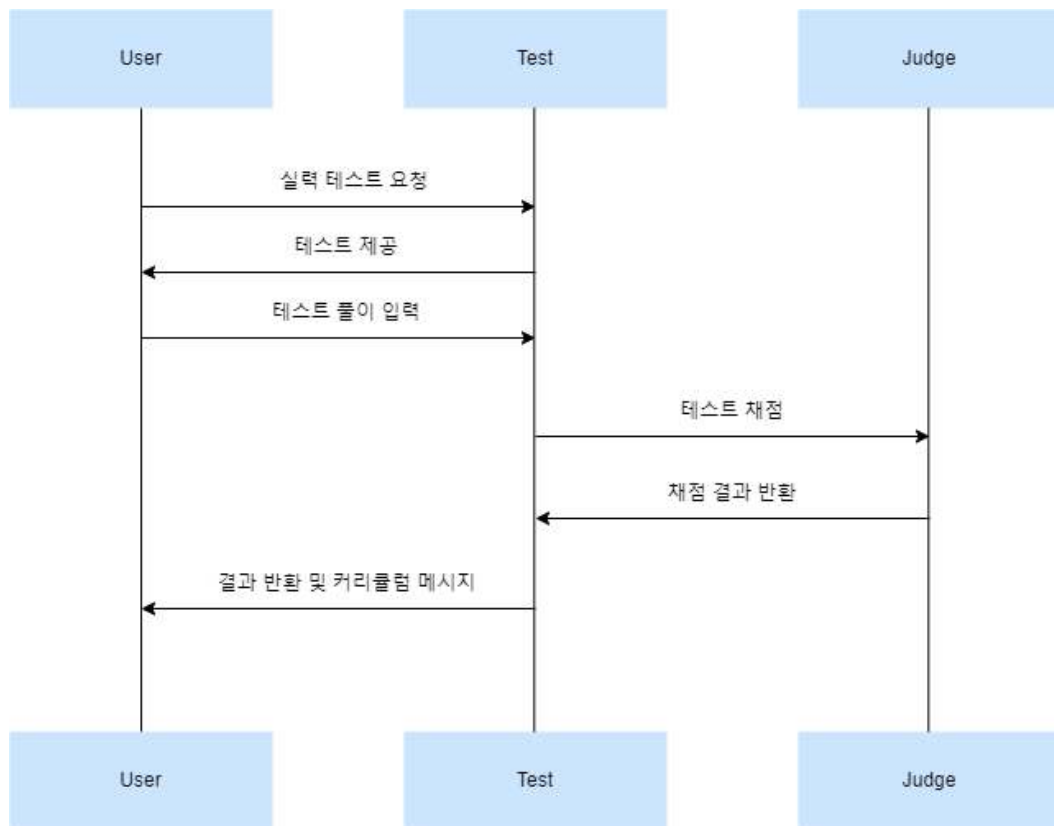 User
Test
Judge
실력 테스트 요청
테스트 제공
테스트 풀이 입력
테스트 채점
채점 결과 반환
결과 반환 및 커리큘럼 메시지
User
Test
Judge